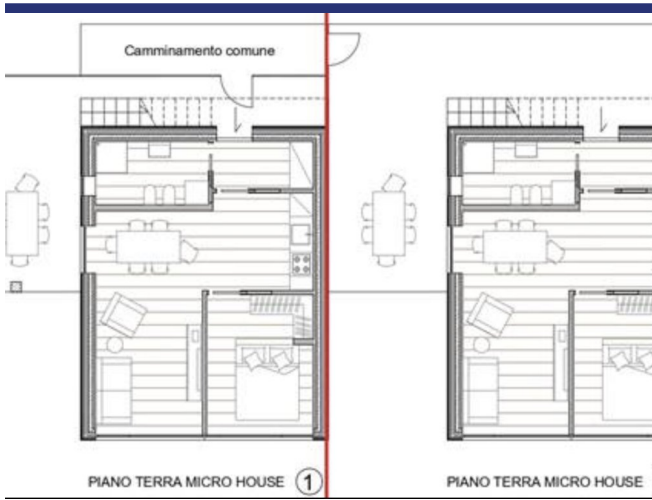 Camminamento comune
PIANO TERRA MICRO HOUSE 1
PIANO TERRA MICRO HOUSE